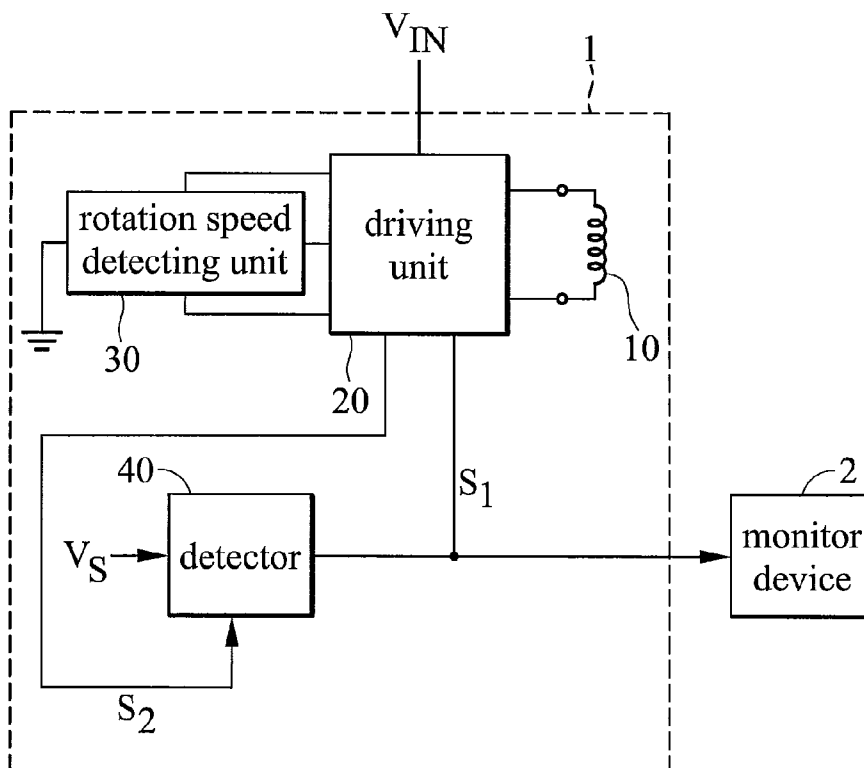 V_IN
1
rotation speed
detecting unit
driving
unit
30
20
10
40
S_1
2
V_S
detector
monitor
device
S_2